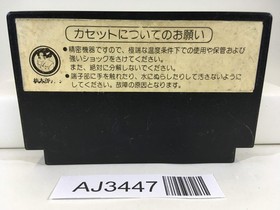 カセットについてのお願い
●精密機器ですので、極端な温度条件下での使用や保管および
強いショックをさけてください。
また、絶対に分解しないでください。
●端子部に手を触れたり、水にぬらしたりして汚さないように
してください。故障の原因となります。
AJ3447